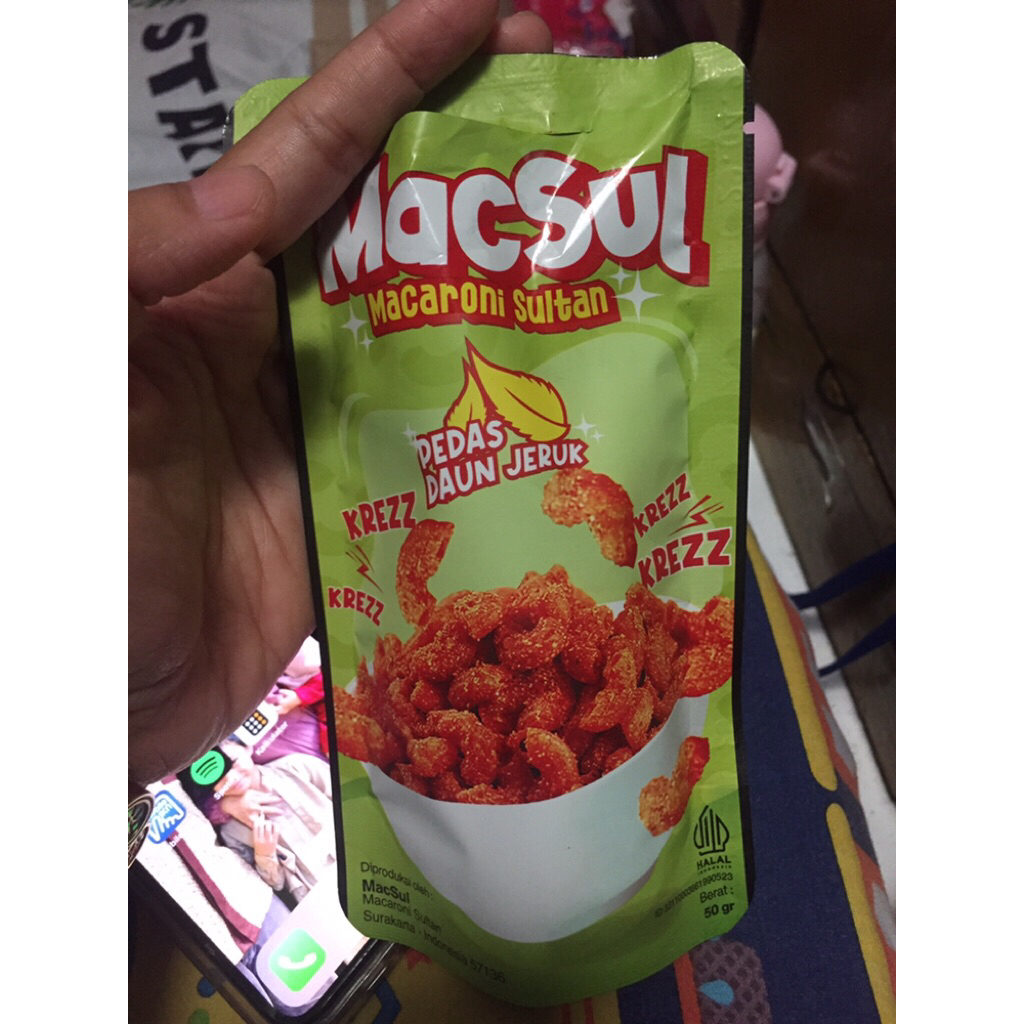 STA
MacSul
Macaroni Sultan
PEDAS
DAUN JERUK
KREZZ
KREZZ
KREZZ
KREZZ
Diproduksi oleh :
MacSul
Macaroni Sultan
Surakarta - Indonesia 57136
HALAL
INDONESIA
Berat :
50 gr